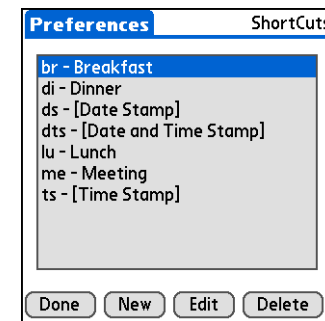 Preferences ShortCuts
br - Breakfast
di - Dinner
ds - [Date Stamp]
dts - [Date and Time Stamp]
lu - Lunch
me - Meeting
ts - [Time Stamp]
Done New Edit Delete